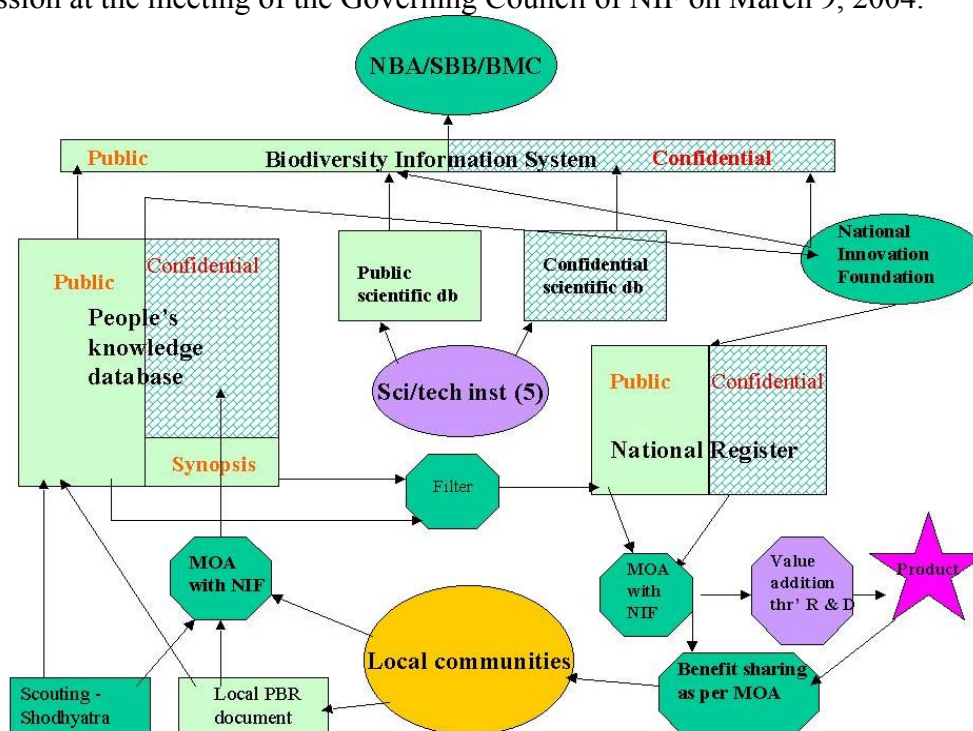 ssion at the meeting of the Governing Council of NIF on March 9, 2004.
NBA/SBB/BMC
Public
Biodiversity Information System
Confidential
Public
Confidential
People's
knowledge
database
Synopsis
Public
scientific db
Confidential
scientific db
National
Innovation
Foundation
Sci/tech inst (5)
Public
Confidential
National Register
Filter
MOA
with NIF
MOA
with
NIF
Value
addition
thr' R & D
Product
Local communities
Benefit sharing
as per MOA
Scouting -
Shodhyatra
Local PBR
document